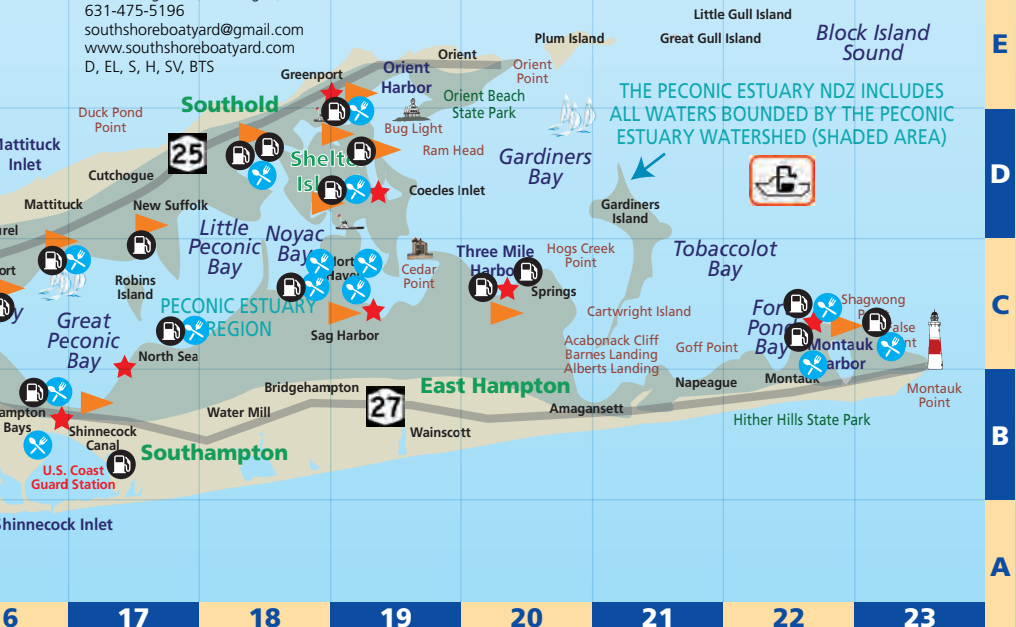 631-475-5196
southshoreboatyard@gmail.com
www.southshoreboatyard.com
D, EL, S, H, SV, BTS
Little Gull Island
Great Gull Island
Plum Island
Block Island
Sound
E
Orient
Orient
Point
Greenport
Orient
Harbor
Orient Beach
State Park
Southold
THE PECONIC ESTUARY NDZ INCLUDES
ALL WATERS BOUNDED BY THE PECONIC
ESTUARY WATERSHED (SHADED AREA)
Duck Pond
Point
Bug Light
Ram Head
25
Inlet
Gardiners
Bay
D
Cutchogue
Coecles Inlet
Mattituck
New Suffolk
Gardiners
Island
Little
Peconic
Bay
Noyac
Bay
Three Mile
Hogs Creek
Point
Tobaccolot
Bay
Cedar
Point
Robins
Island
Springs
C
PECONIC ESTUARY
REGION
Great
Peconic
Bay
Cartwright Island
Shagwong
Bay
Sag Harbor
Acabonack Cliff
Barnes Landing
Alberts Landing
Goff Point
Montauk
North Sea
Bridgehampton
East Hampton
Napeague
Montauk
Point
27
Water Mill
Amagansett
Hither Hills State Park
Bays
Shinnecock
Canal
Wainscott
B
Southampton
U.S. Coast
Guard Station
Shinnecock Inlet
A
6 17 18 19 20 21 22 23